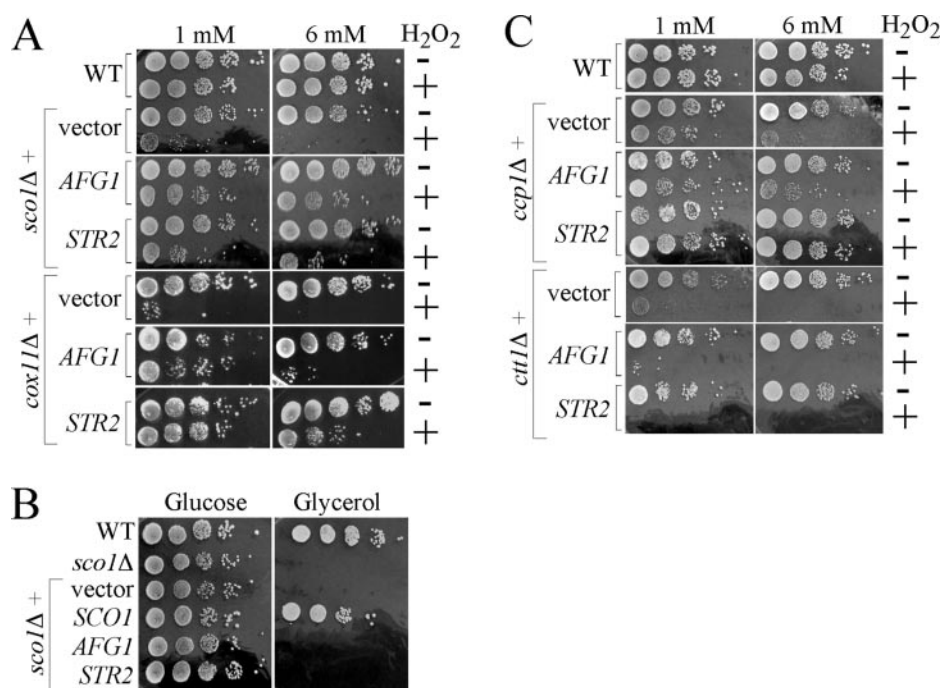 A
1 mM 6 mM H₂O₂
WT - +
sco1Δ +
vector - +
AFG1 - +
STR2 - +
cox11Δ +
vector - +
AFG1 - +
STR2 - +
B
Glucose Glycerol
WT
sco1Δ
sco1Δ +
vector
SCO1
AFG1
STR2
C
1 mM 6 mM H₂O₂
WT - +
ccp1Δ +
vector - +
AFG1 - +
STR2 - +
ctt1Δ +
vector - +
AFG1 - +
STR2 - +